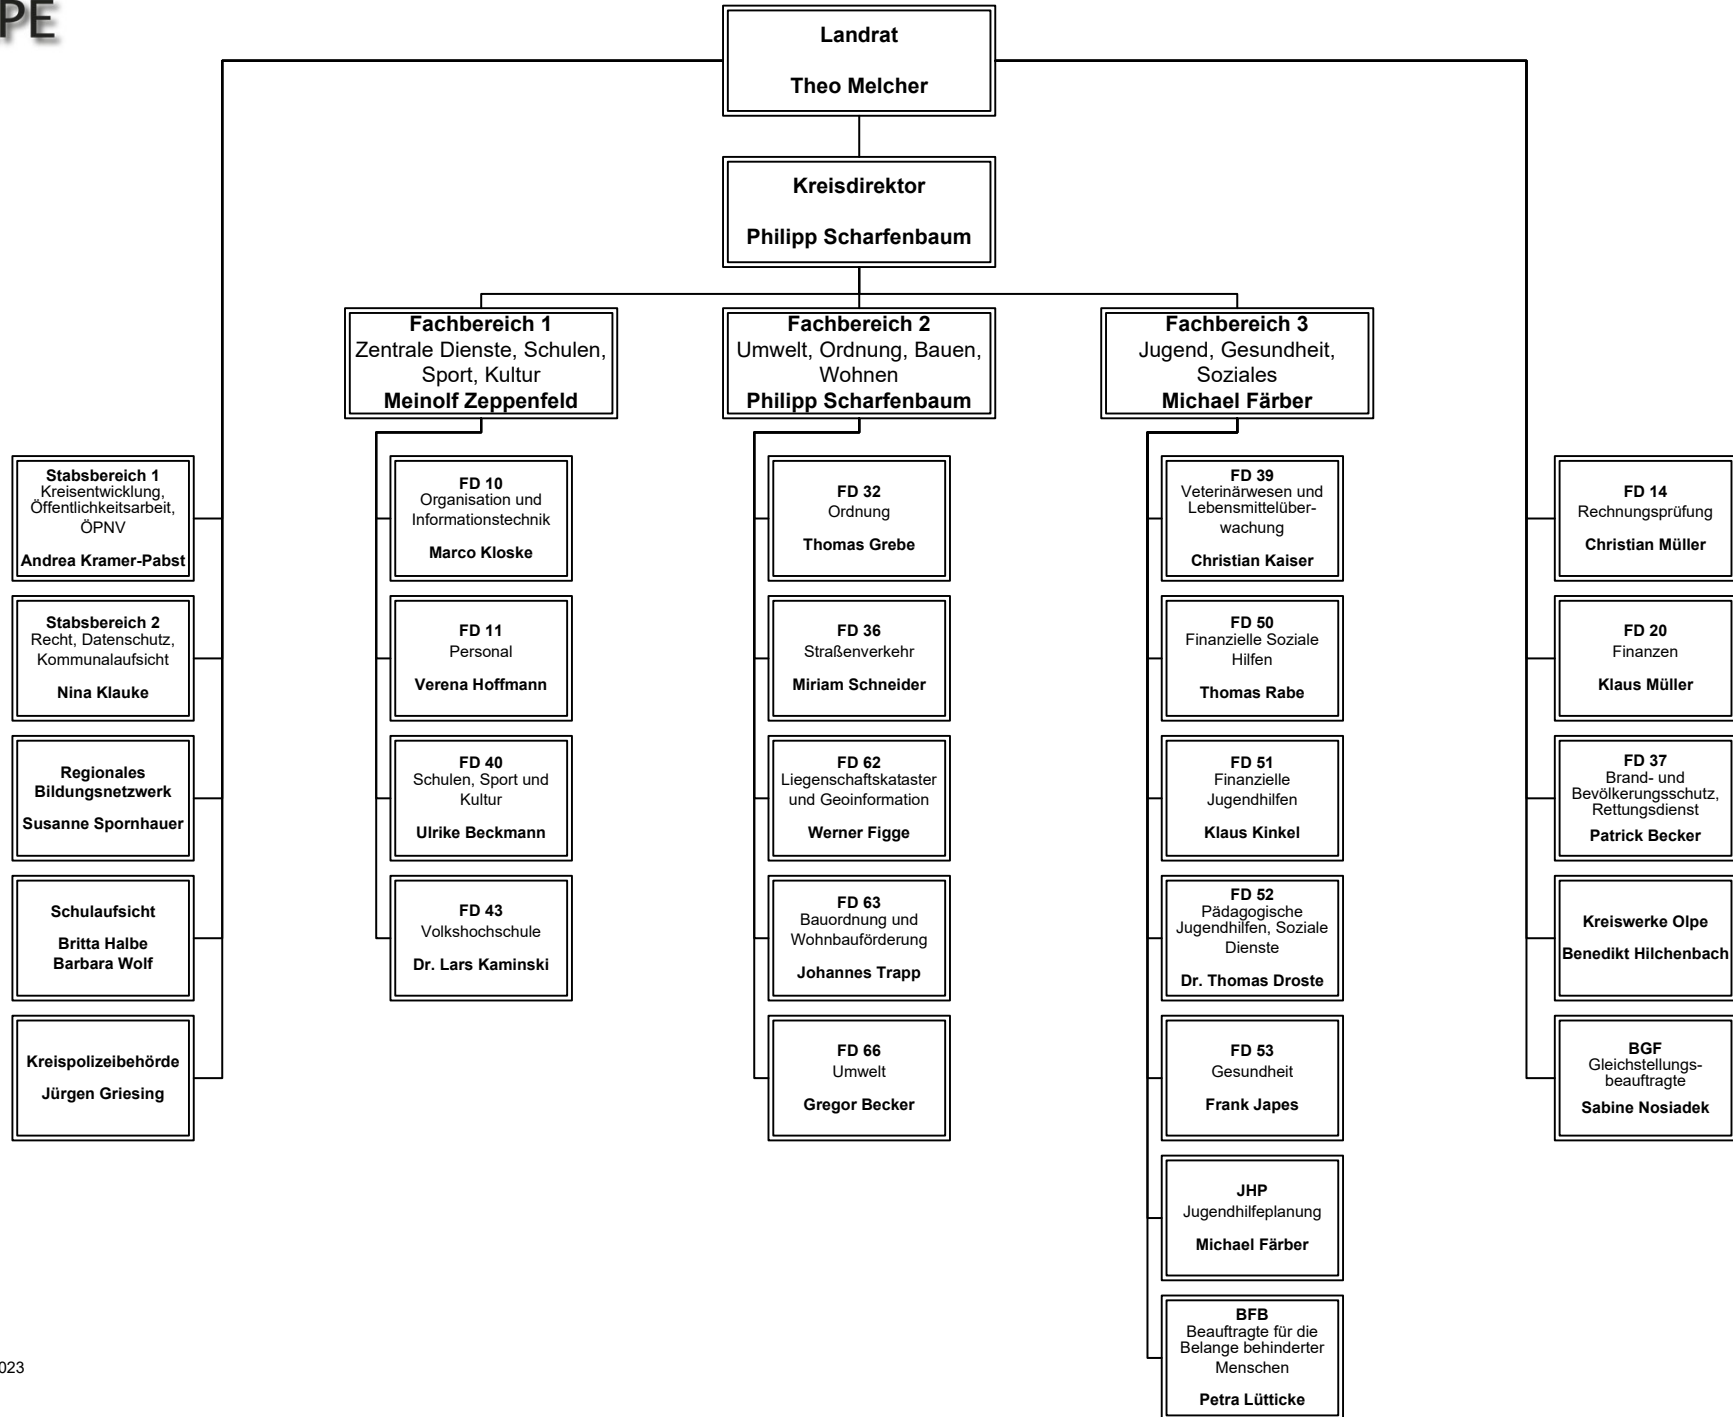 PE
Landrat
Theo Melcher
Kreisdirektor
Philipp Scharfenbaum
Fachbereich 1
Zentrale Dienste, Schulen,
Sport, Kultur
Meinolf Zeppenfeld
Fachbereich 2
Umwelt, Ordnung, Bauen,
Wohnen
Philipp Scharfenbaum
Fachbereich 3
Jugend, Gesundheit,
Soziales
Michael Färber
Stabsbereich 1
Kreisentwicklung,
Öffentlichkeitsarbeit,
ÖPNV
Andrea Kramer-Pabst
Stabsbereich 2
Recht, Datenschutz,
Kommunalaufsicht
Nina Klauke
Regionales
Bildungsnetzwerk
Susanne Spornhauer
Schulaufsicht
Britta Halbe
Barbara Wolf
Kreispolizeibehörde
Jürgen Griesing
FD 10
Organisation und
Informationstechnik
Marco Kloske
FD 11
Personal
Verena Hoffmann
FD 40
Schulen, Sport und
Kultur
Ulrike Beckmann
FD 43
Volkshochschule
Dr. Lars Kaminski
FD 32
Ordnung
Thomas Grebe
FD 36
Straßenverkehr
Miriam Schneider
FD 62
Liegenschaftskataster
und Geoinformation
Werner Figge
FD 63
Bauordnung und
Wohnbauförderung
Johannes Trapp
FD 66
Umwelt
Gregor Becker
FD 39
Veterinärwesen und
Lebensmittelüber-
wachung
Christian Kaiser
FD 50
Finanzielle Soziale
Hilfen
Thomas Rabe
FD 51
Finanzielle
Jugendhilfen
Klaus Kinkel
FD 52
Pädagogische
Jugendhilfen, Soziale
Dienste
Dr. Thomas Droste
FD 53
Gesundheit
Frank Japes
JHP
Jugendhilfeplanung
Michael Färber
BFB
Beauftragte für die
Belange behinderter
Menschen
Petra Lütticke
FD 14
Rechnungsprüfung
Christian Müller
FD 20
Finanzen
Klaus Müller
FD 37
Brand- und
Bevölkerungsschutz,
Rettungsdienst
Patrick Becker
Kreiswerke Olpe
Benedikt Hilchenbach
BGF
Gleichstellungs-
beauftragte
Sabine Nosiadek
023